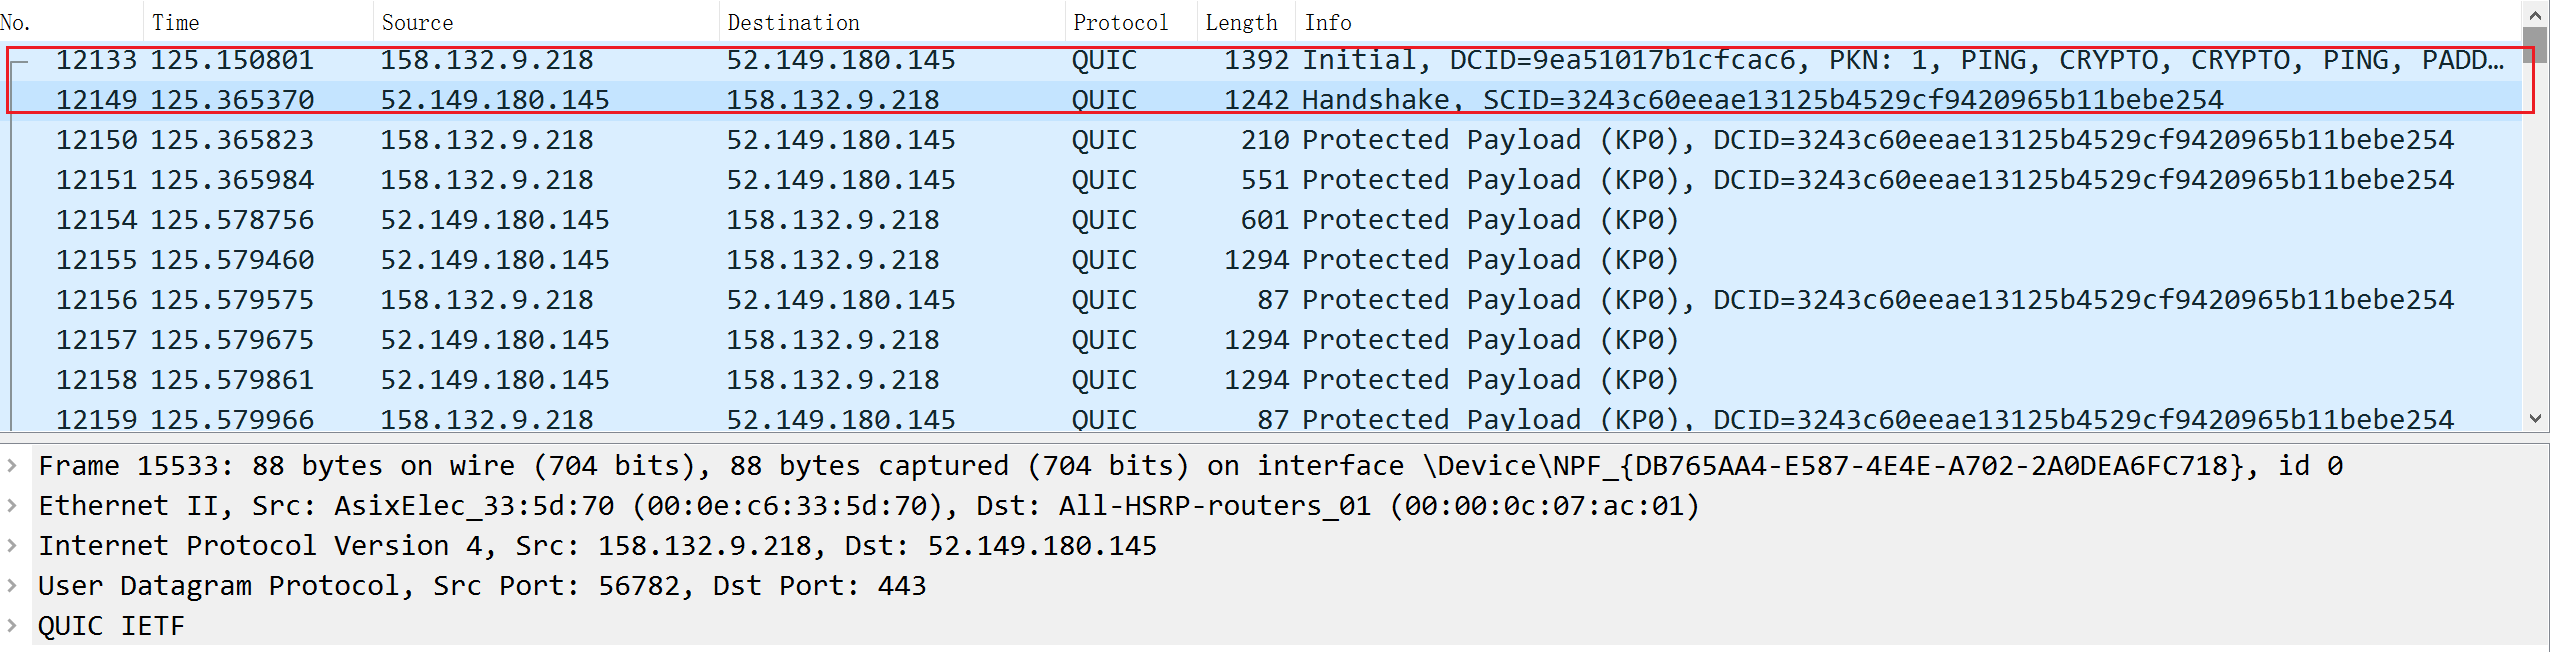 No. Time Source Destination Protocol Length Info
12133 125.150801 158.132.9.218 52.149.180.145 QUIC 1392 Initial, DCID=9ea51017b1cfcac6, PKN: 1, PING, CRYPTO, CRYPTO, PING, PADD…
12149 125.365370 52.149.180.145 158.132.9.218 QUIC 1242 Handshake, SCID=3243c60eeae13125b4529cf9420965b11bebe254
12150 125.365823 158.132.9.218 52.149.180.145 QUIC 210 Protected Payload (KP0), DCID=3243c60eeae13125b4529cf9420965b11bebe254
12151 125.365984 158.132.9.218 52.149.180.145 QUIC 551 Protected Payload (KP0), DCID=3243c60eeae13125b4529cf9420965b11bebe254
12154 125.578756 52.149.180.145 158.132.9.218 QUIC 601 Protected Payload (KP0)
12155 125.579460 52.149.180.145 158.132.9.218 QUIC 1294 Protected Payload (KP0)
12156 125.579575 158.132.9.218 52.149.180.145 QUIC 87 Protected Payload (KP0), DCID=3243c60eeae13125b4529cf9420965b11bebe254
12157 125.579675 52.149.180.145 158.132.9.218 QUIC 1294 Protected Payload (KP0)
12158 125.579861 52.149.180.145 158.132.9.218 QUIC 1294 Protected Payload (KP0)
12159 125.579966 158.132.9.218 52.149.180.145 QUIC 87 Protected Payload (KP0), DCID=3243c60eeae13125b4529cf9420965b11bebe254
Frame 15533: 88 bytes on wire (704 bits), 88 bytes captured (704 bits) on interface \Device\NPF_{DB765AA4-E587-4E4E-A702-2A0DEA6FC718}, id 0
Ethernet II, Src: AsixElec_33:5d:70 (00:0e:c6:33:5d:70), Dst: All-HSRP-routers_01 (00:00:0c:07:ac:01)
Internet Protocol Version 4, Src: 158.132.9.218, Dst: 52.149.180.145
User Datagram Protocol, Src Port: 56782, Dst Port: 443
QUIC IETF